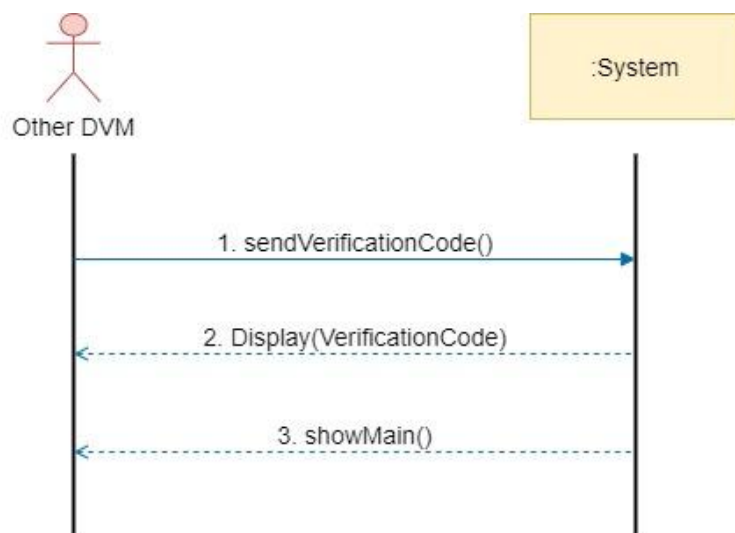 :System
Other DVM
1. sendVerificationCode()
2. Display(VerificationCode)
3. showMain()